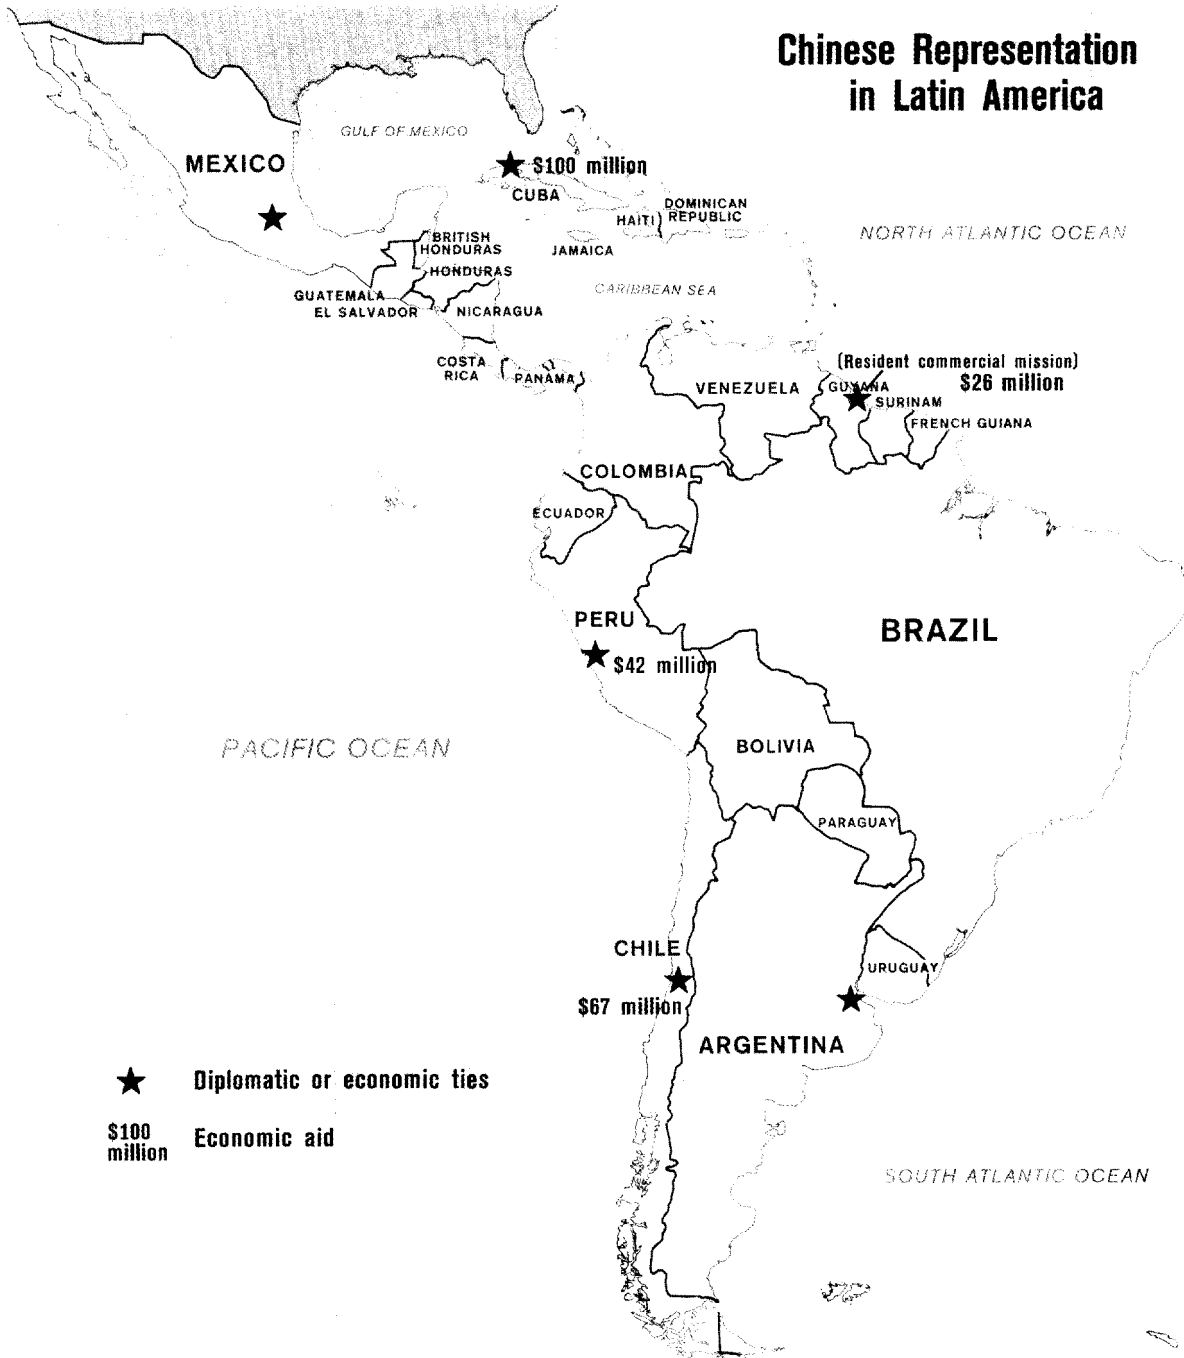 Chinese Representation
in Latin America
GULF OF MEXICO
MEXICO
$100 million
CUBA
DOMINICAN
REPUBLIC
HAITI
JAMAICA
NORTH ATLANTIC OCEAN
BRITISH
HONDURAS
HONDURAS
CARIBBEAN SEA
GUATEMALA
EL SALVADOR
NICARAGUA
COSTA
RICA
PANAMA
(Resident commercial mission)
$26 million
VENEZUELA
GUYANA
SURINAM
FRENCH GUIANA
COLOMBIA
ECUADOR
PERU
$42 million
BRAZIL
PACIFIC OCEAN
BOLIVIA
PARAGUAY
CHILE
$67 million
URUGUAY
ARGENTINA
★ Diplomatic or economic ties
$100
million
Economic aid
SOUTH ATLANTIC OCEAN